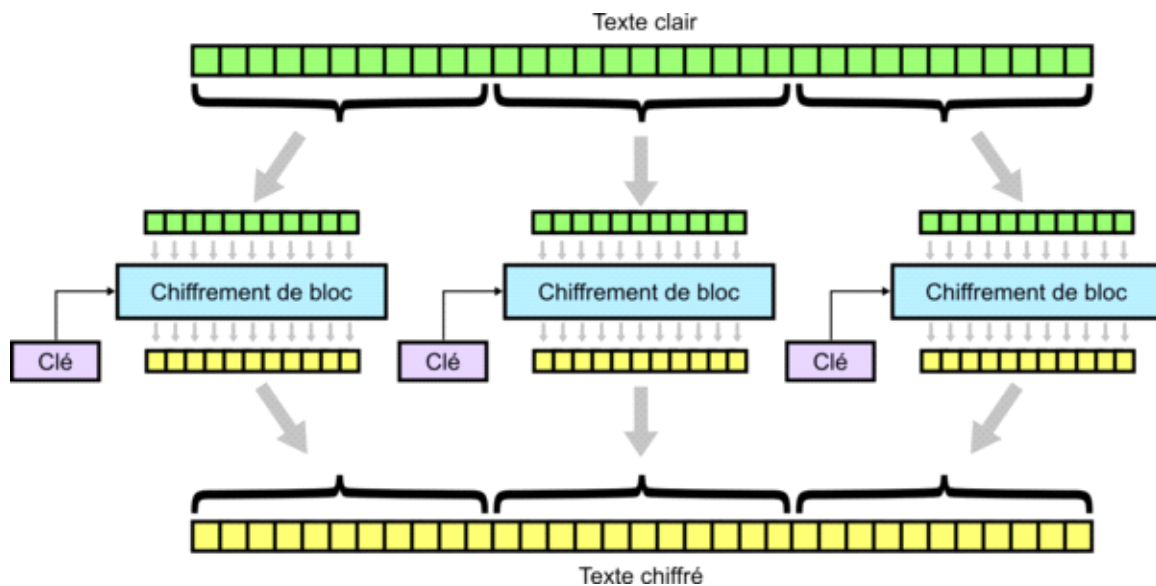 Texte clair
Chiffrement de bloc
Chiffrement de bloc
Chiffrement de bloc
Clé
Clé
Clé
Texte chiffré